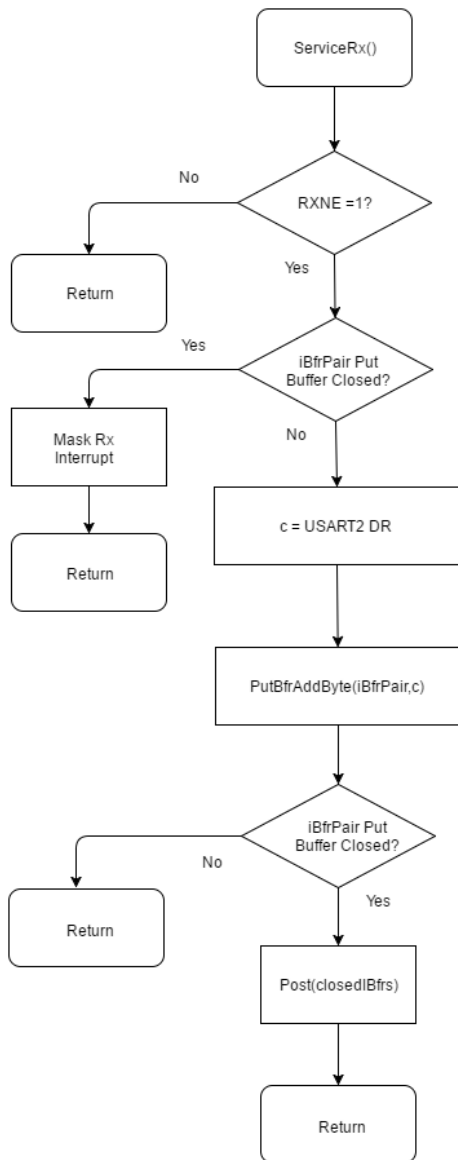 ServiceRx()
No
RXNE =1?
Return
Yes
Yes
iBfrPair Put
Buffer Closed?
Mask Rx
Interrupt
No
Return
c = USART2 DR
PutBfrAddByte(iBfrPair,c)
iBfrPair Put
Buffer Closed?
No
Yes
Return
Post(closedIBfrs)
Return